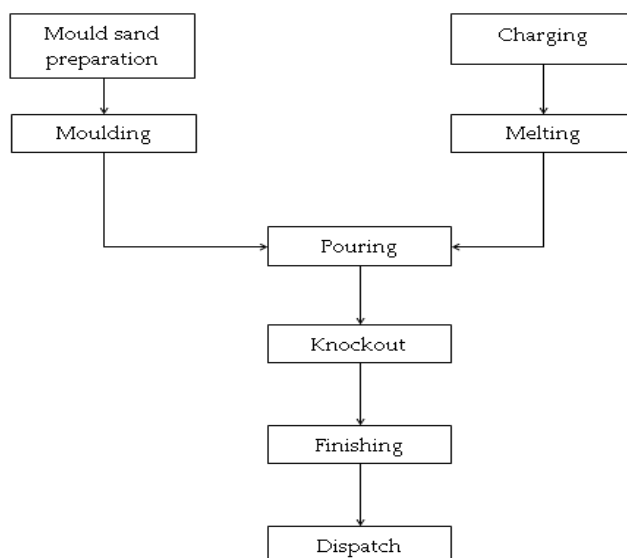 Mould sand
preparation
Charging
Moulding
Melting
Pouring
Knockout
Finishing
Dispatch